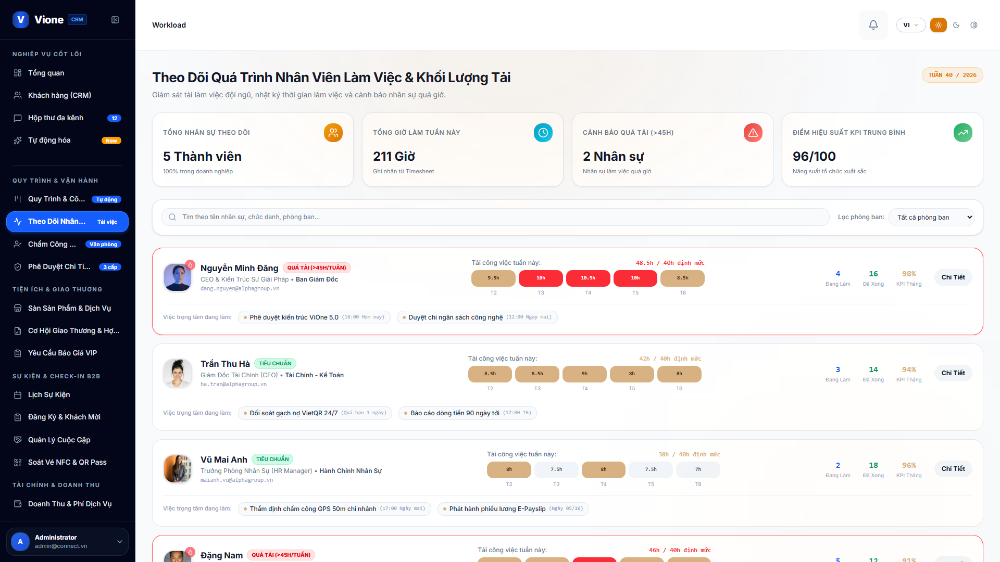 V Vione CRM
NGHIỆP VỤ CỐT LÕI
Tổng quan
Khách hàng (CRM)
Hộp thư đa kênh 12
Tự động hóa New
QUY TRÌNH & VẬN HÀNH
Quy Trình & Cô... Tự động
Theo Dõi Nhân... Tải việc
Chấm Công ... Văn phòng
Phê Duyệt Chi Ti... 3 cấp
TIỆN ÍCH & GIAO THƯƠNG
Sàn Sản Phẩm & Dịch Vụ
Cơ Hội Giao Thương & Hợ...
Yêu Cầu Báo Giá VIP
SỰ KIỆN & CHECK-IN B2B
Lịch Sự Kiện
Đăng Ký & Khách Mời
Quản Lý Cuộc Gặp
Soát Vé NFC & QR Pass
TÀI CHÍNH & DOANH THU
Doanh Thu & Phí Dịch Vụ
A Administrator
admin@connect.vn
Workload
VI
Theo Dõi Quá Trình Nhân Viên Làm Việc & Khối Lượng Tải
TUẦN 40 / 2026
Giám sát tải làm việc đội ngũ, nhật ký thời gian làm việc và cảnh báo nhân sự quá giờ.
TỔNG NHÂN SỰ THEO DÕI
5 Thành viên
100% trong doanh nghiệp
TỔNG GIỜ LÀM TUẦN NÀY
211 Giờ
Ghi nhận từ Timesheet
CẢNH BÁO QUÁ TẢI (>45H)
2 Nhân sự
Nhân sự làm việc quá giờ
ĐIỂM HIỆU SUẤT KPI TRUNG BÌNH
96/100
Năng suất tổ chức xuất sắc
Tìm theo tên nhân sự, chức danh, phòng ban...
Lọc phòng ban: Tất cả phòng ban
Nguyễn Minh Đăng QUÁ TẢI (>45H/TUẦN)
CEO & Kiến Trúc Sư Giải Pháp • Ban Giám Đốc
dang.nguyen@alphagroup.vn
Tải công việc tuần này: 48.5h / 40h định mức
9.5h 10h 10.5h 10h 8.5h
T2 T3 T4 T5 T6
4 16 98%
Đang Làm Đã Xong KPI Tháng
Chi Tiết
Việc trọng tâm đang làm: Phê duyệt kiến trúc ViOne 5.0 (18:00 Hôm nay) Duyệt chi ngân sách công nghệ (12:00 Ngày mai)
Trần Thu Hà TIÊU CHUẨN
Giám Đốc Tài Chính (CFO) • Tài Chính - Kế Toán
ha.tran@alphagroup.vn
Tải công việc tuần này: 42h / 40h định mức
8.5h 8.5h 9h 8h 8h
T2 T3 T4 T5 T6
3 14 94%
Đang Làm Đã Xong KPI Tháng
Chi Tiết
Việc trọng tâm đang làm: Đối soát gạch nợ VietQR 24/7 (Quá hạn 1 ngày) Báo cáo dòng tiền 90 ngày tới (17:00 T6)
Vũ Mai Anh TIÊU CHUẨN
Trưởng Phòng Nhân Sự (HR Manager) • Hành Chính Nhân Sự
maianh.vu@alphagroup.vn
Tải công việc tuần này: 38h / 40h định mức
8h 7.5h 8h 7.5h 7h
T2 T3 T4 T5 T6
2 18 96%
Đang Làm Đã Xong KPI Tháng
Chi Tiết
Việc trọng tâm đang làm: Thẩm định chấm công GPS 50m chi nhánh (17:00 Ngày mai) Phát hành phiếu lương E-Payslip (Ngày 05/10)
Đặng Nam QUÁ TẢI (>45H/TUẦN)
Tải công việc tuần này: 46h / 40h định mức
5 12 91%